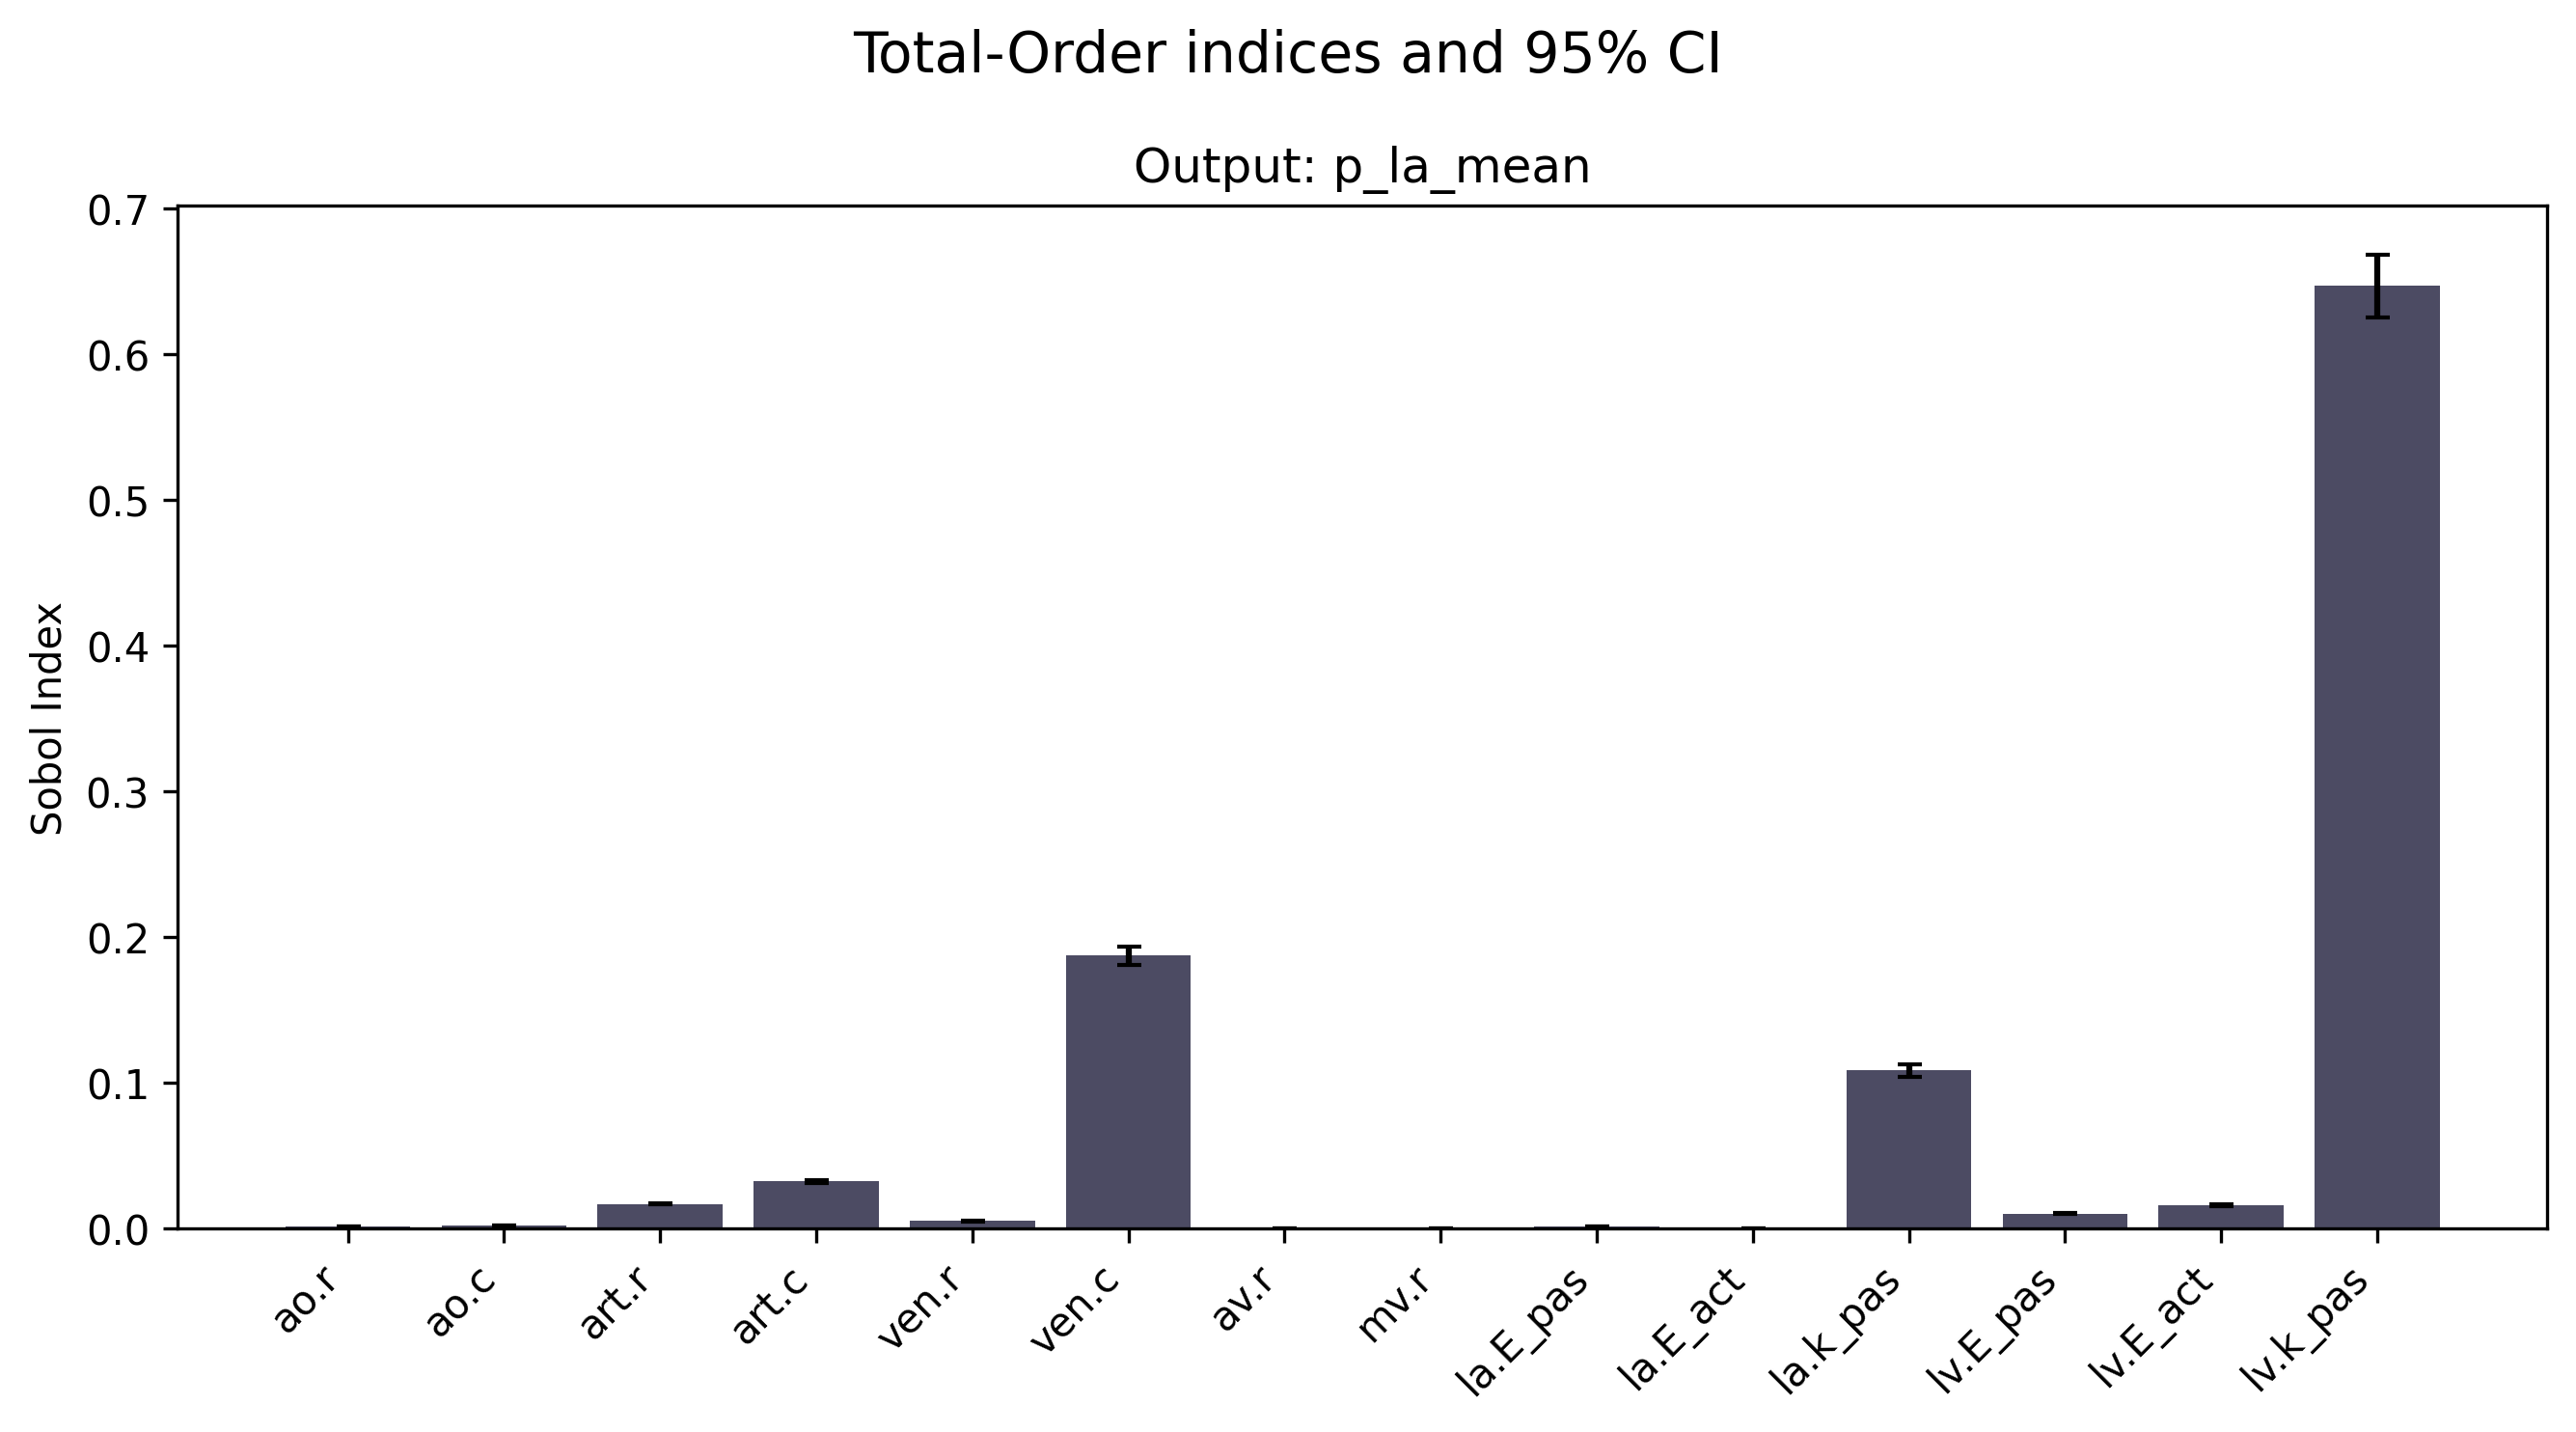 Total-Order indices and 95% CI
Output: p_la_mean
Sobol Index
0.7
0.6
0.5
0.4
0.3
0.2
0.1
0.0
ao.r
ao.c
art.r
art.c
ven.r
ven.c
av.r
mv.r
la.E_pas
la.E_act
la.k_pas
lv.E_pas
lv.E_act
lv.k_pas